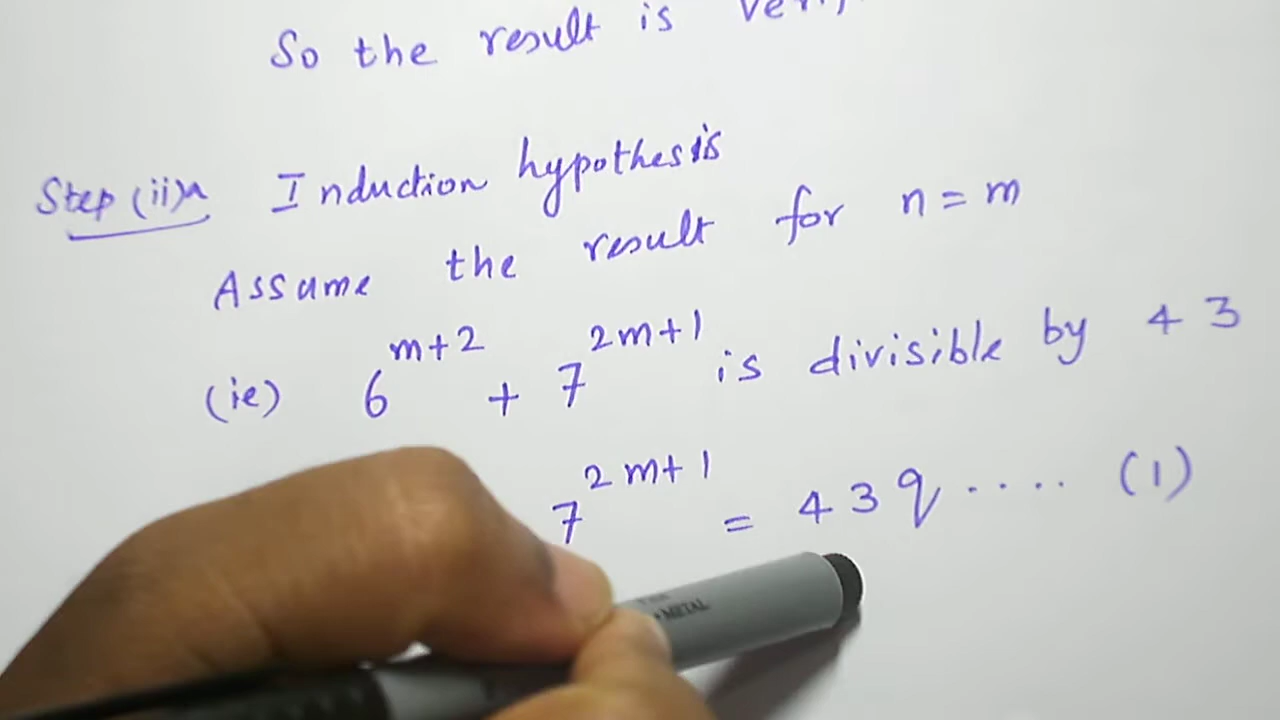 So the result is
Step (ii) Induction hypothesis
Assume the result for n = m
(ie) 6^{m+2} + 7^{2m+1} is divisible by 43
7^{2m+1} = 43q .... (1)
METAL